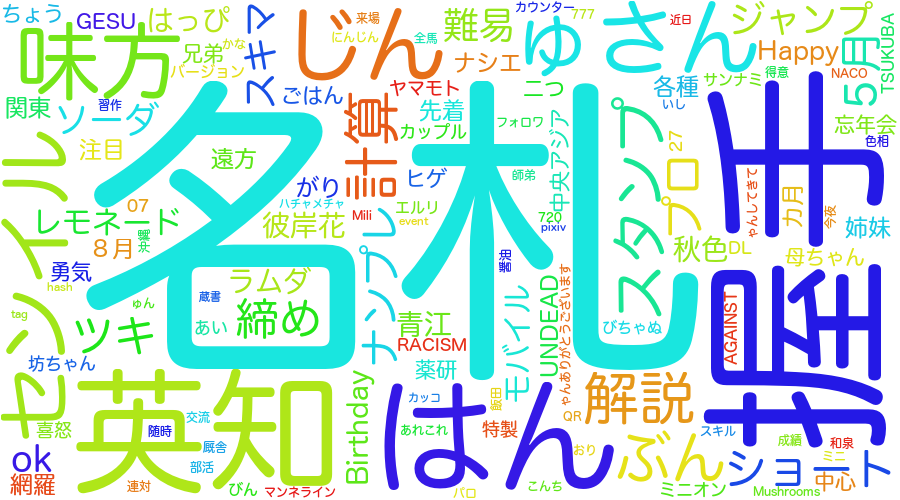 ちょう
GESU
はっぴ
スキマ
じん
来場
かな
兄弟
バージョン
にんじん
全馬
難易
カウンター
777
ゆさん
近日
ジャンプ
5月
TSUKUBA
味方
ナシエ
Happy
得意
NACO
サンナミ
各種
いし
忘年会
色相
関東
習作
ソーダ
ごはん
ヤマモト
先着
カップル
二つ
フォロワ
中央アジア
スタンプ
27
プロ
注目
遠方
計算
ヒゲ
師弟
名札
握手
がり
ハチャメチャ
Mili
エルリ
event
720
pixiv
カ月
今夜
ゃんしてきて
姉妹
センイル
レモネード
07
８月
沖縄
彼岸花
ナンプレ
秋色
DL
母ちゃん
勇気
hash
ラムダ
蔵書
ゅん
tag
あい
締め
ツキ
青江
RACISM
モバイル
UNDEAD
ゃんありがとうございます
びちゃぬ
AGAINST
坊ちゃん
薬研
英知
Birthday
はん
カッコ
飯田
QR
解説
喜怒
随時
交流
あれこれ
特製
スキル
成績
和泉
ok
網羅
厩舎
部活
おり
ぶん
ショート
ミニ
中心
連対
びん
マンネライン
パロ
こんち
ミニオン
Mushrooms